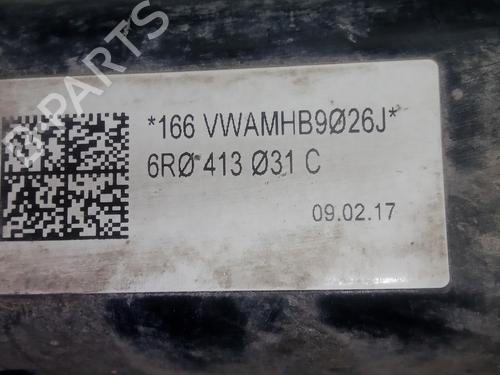 B PARTS
*166 VWAMHB9Ø26J*
6RØ 413 Ø31 C
09.02.17